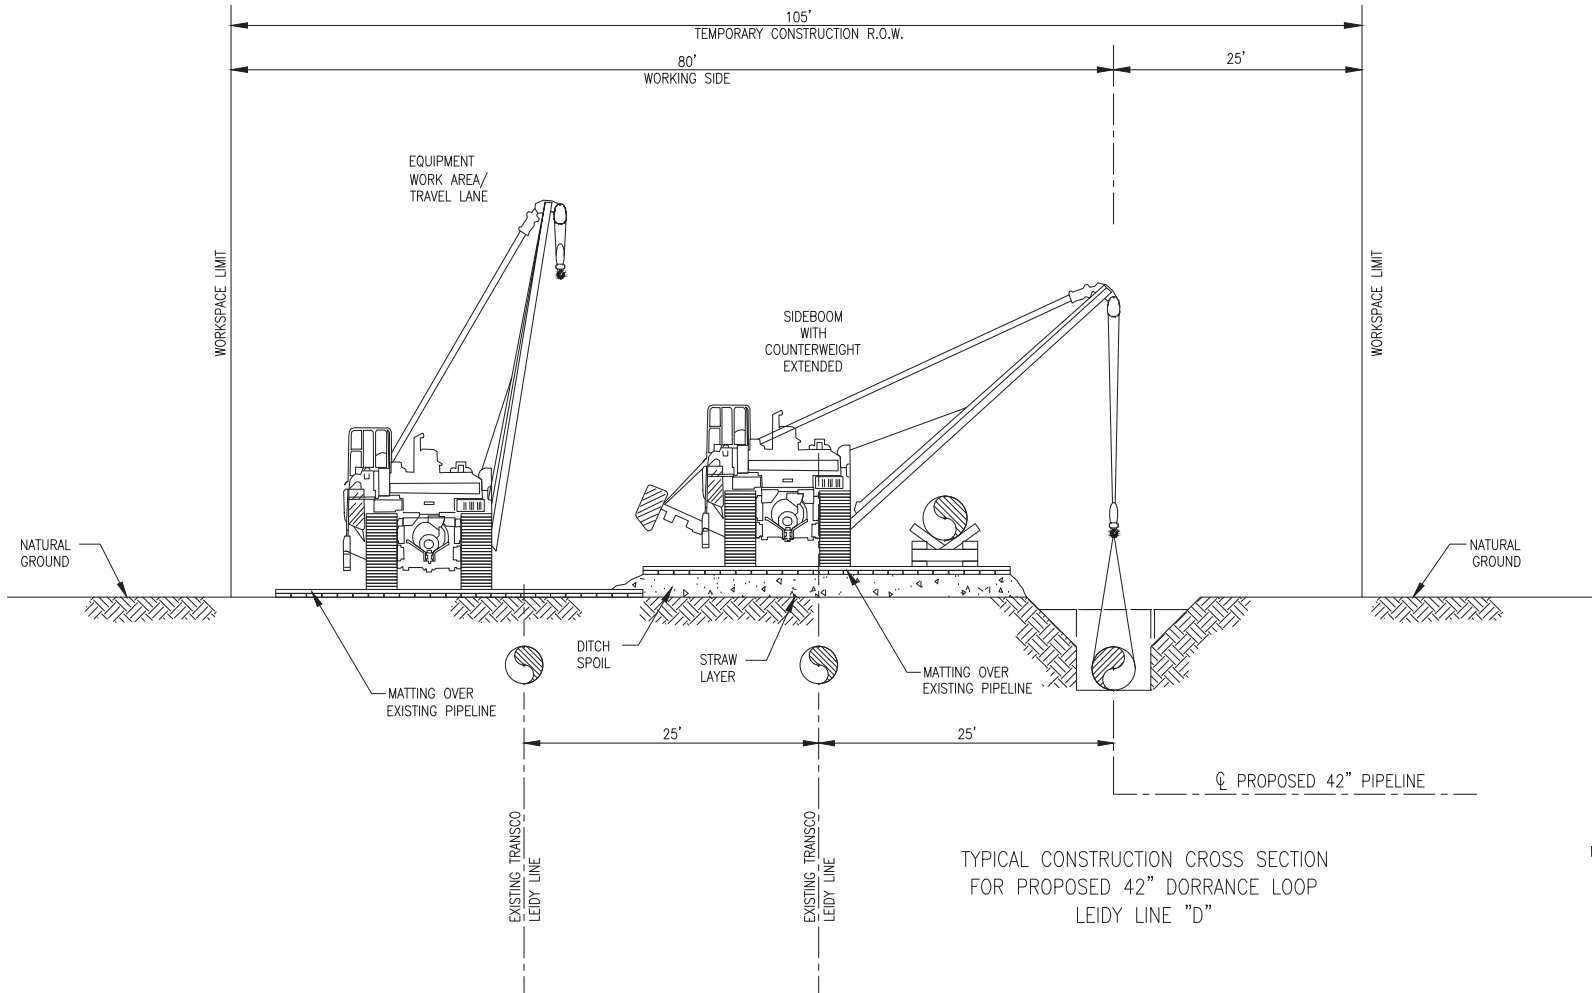 105'
TEMPORARY CONSTRUCTION R.O.W.
80'
WORKING SIDE
25'
EQUIPMENT
WORK AREA/
TRAVEL LANE
WORKSPACE LIMIT
WORKSPACE LIMIT
SIDEBOOM
WITH
COUNTERWEIGHT
EXTENDED
NATURAL
GROUND
NATURAL
GROUND
DITCH
SPOIL
STRAW
LAYER
MATTING OVER
EXISTING PIPELINE
MATTING OVER
EXISTING PIPELINE
25'
25'
℄ PROPOSED 42" PIPELINE
EXISTING TRANSCO
LEIDY LINE
EXISTING TRANSCO
LEIDY LINE
TYPICAL CONSTRUCTION CROSS SECTION
FOR PROPOSED 42" DORRANCE LOOP
LEIDY LINE "D"